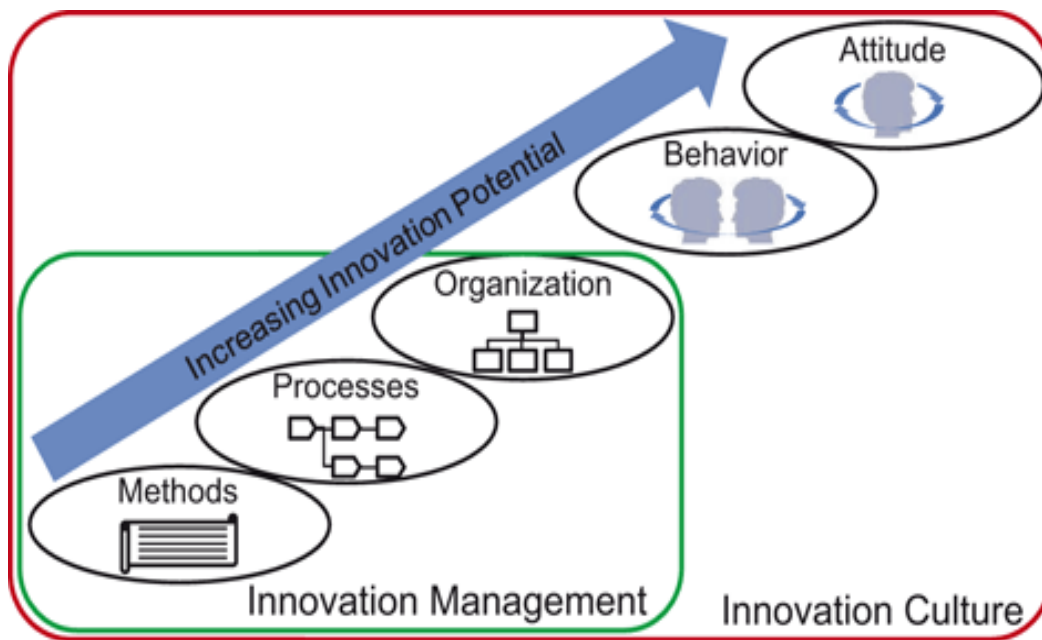 Attitude
Behavior
Increasing Innovation Potential
Organization
Processes
Methods
Innovation Management
Innovation Culture